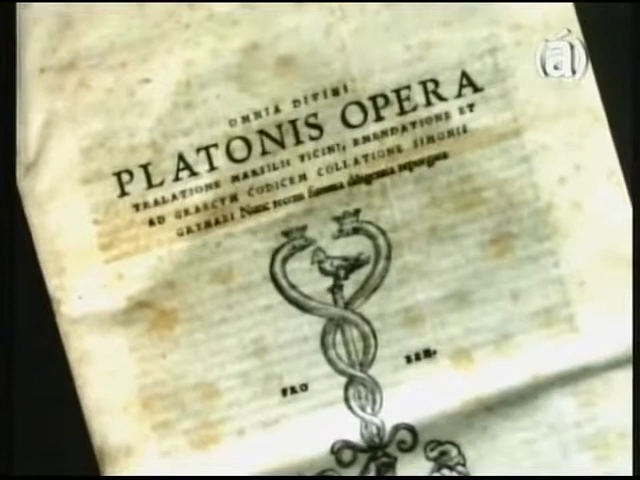 (á)
OMNIA DIVINI
PLATONIS OPERA
TRALATIONE MARSILII FICINI, EMENDATIONE ET
AD GRAECVM CODICEM COLLATIONE SIMONIS
GRYNAEI Nunc recens summa diligentia repurgata
FRO BEN.